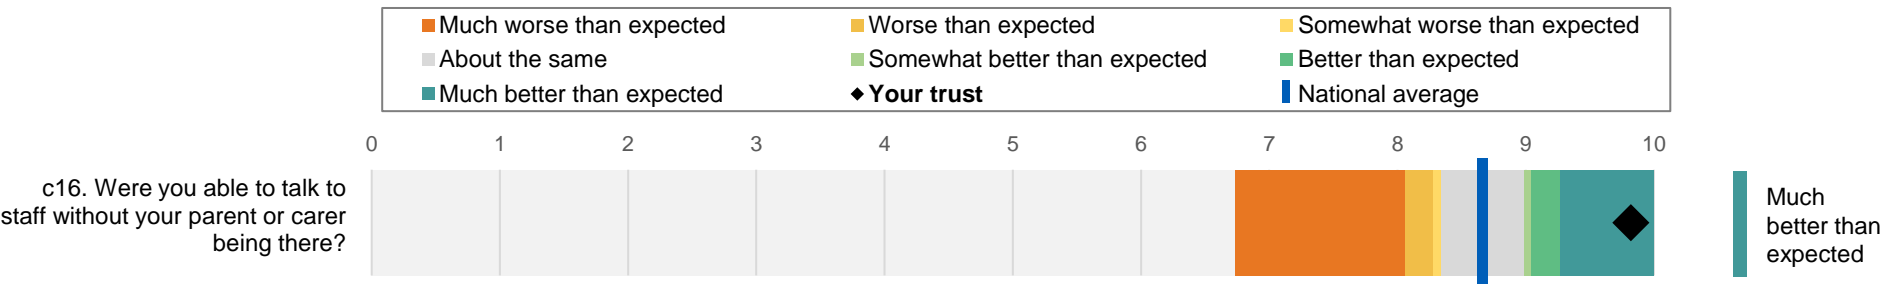 Much worse than expected
Worse than expected
Somewhat worse than expected
About the same
Somewhat better than expected
Better than expected
Much better than expected
Your trust
National average
0 1 2 3 4 5 6 7 8 9 10
c16. Were you able to talk to
staff without your parent or carer
being there?
Much
better than
expected